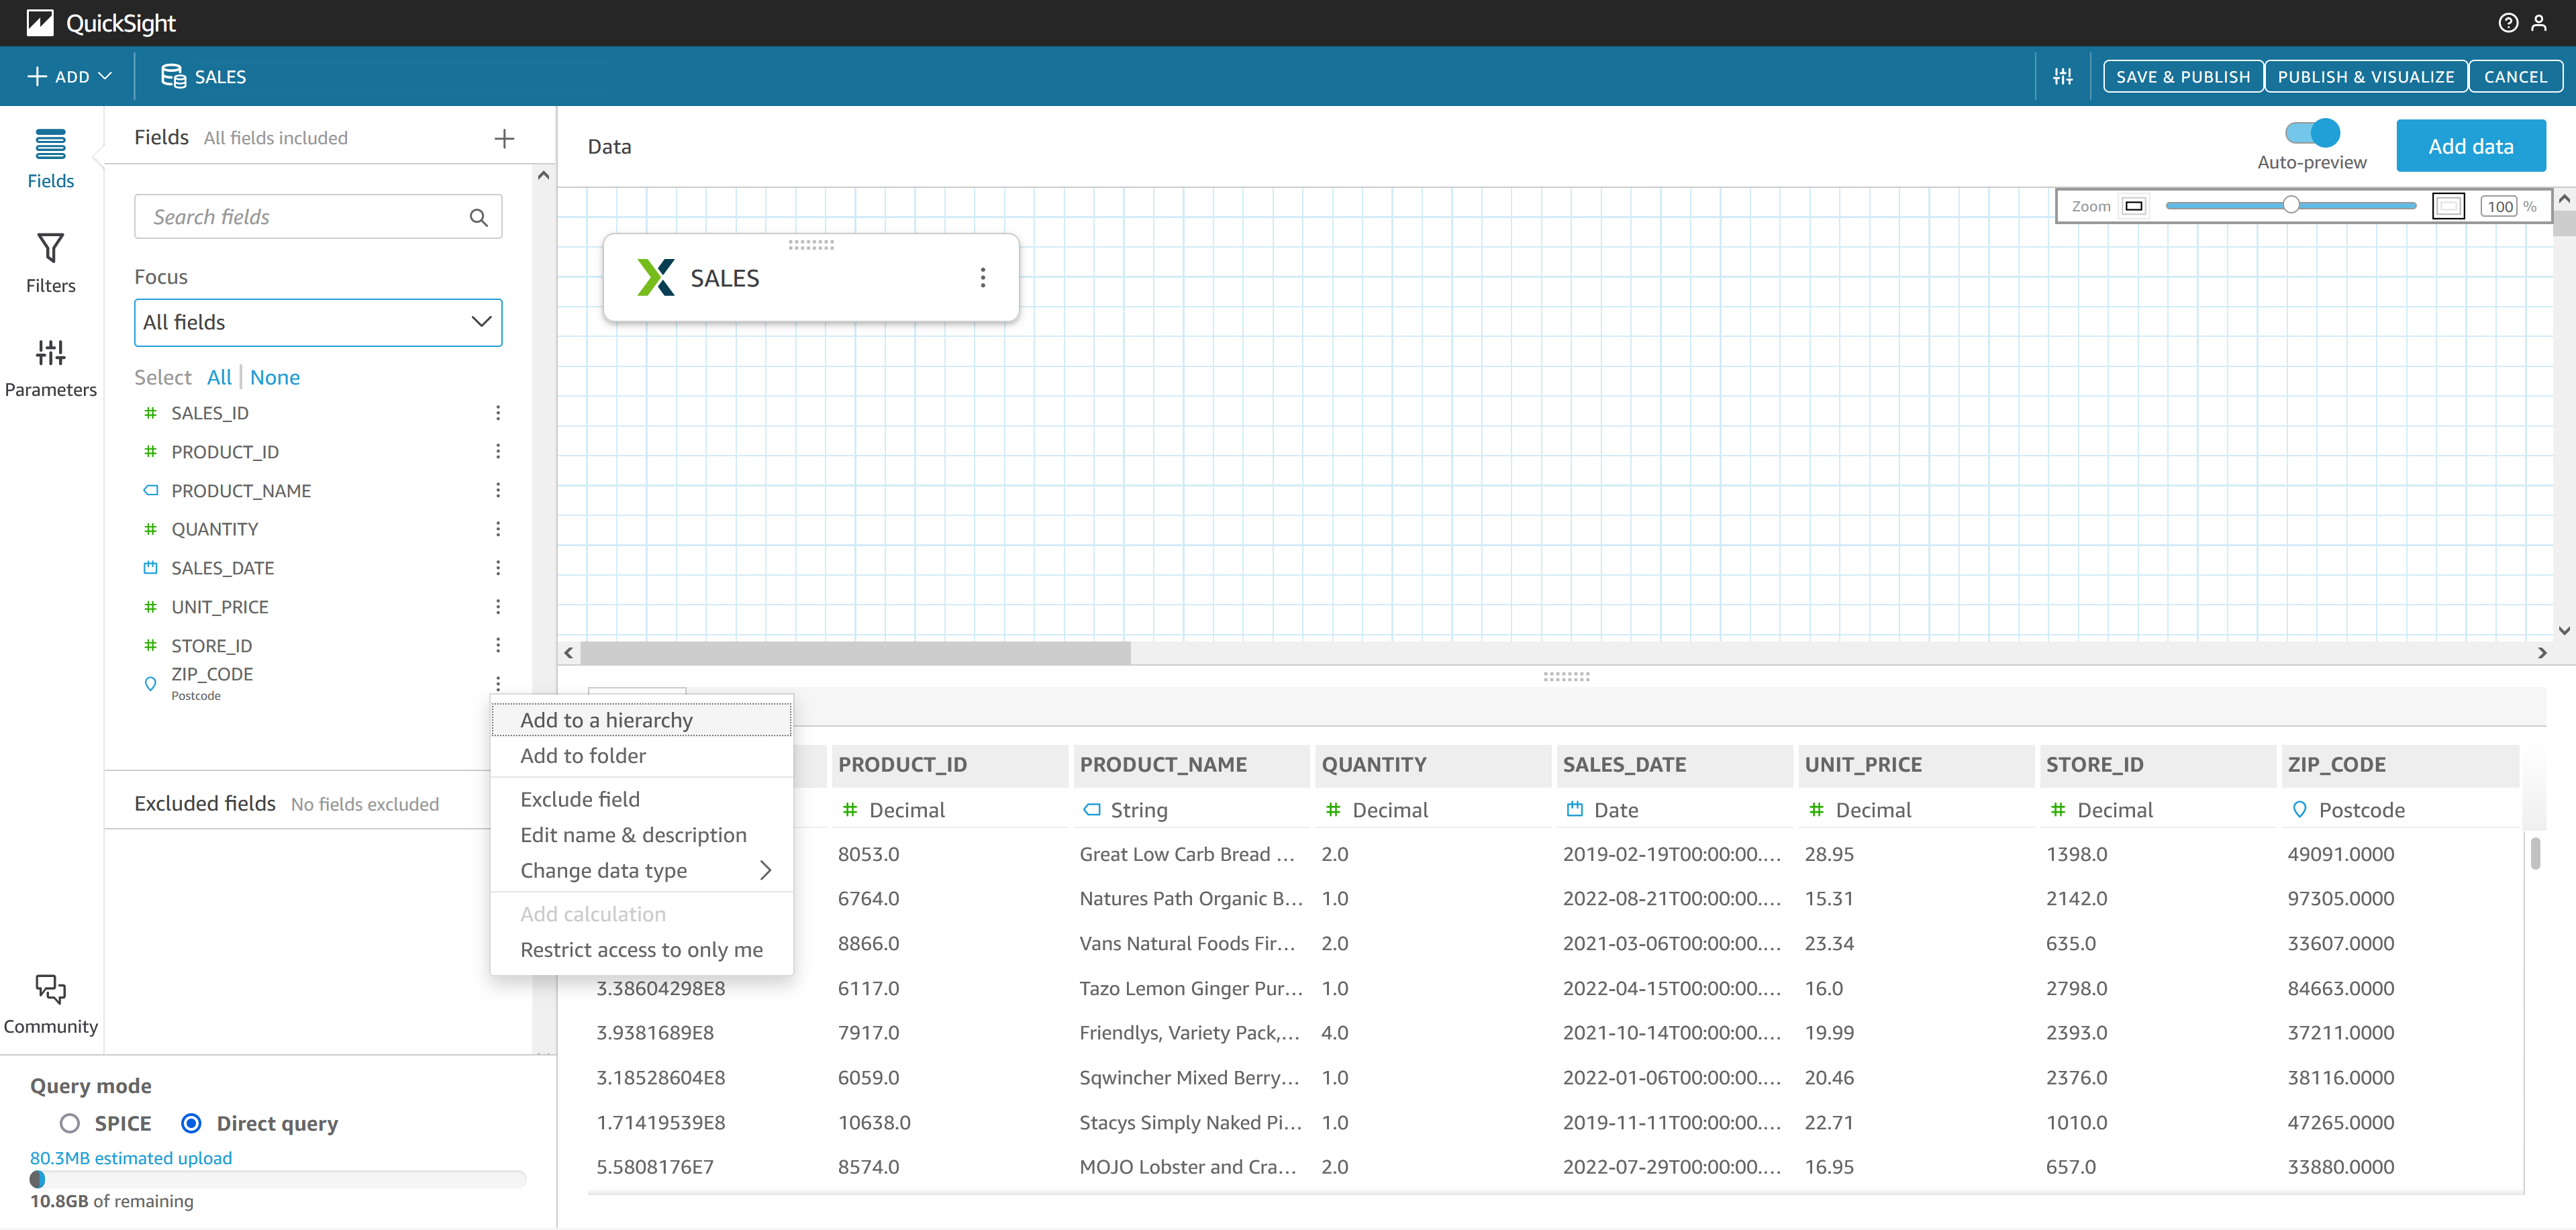 QuickSight
ADD
SALES
SAVE & PUBLISH
PUBLISH & VISUALIZE
CANCEL
Fields
Filters
Parameters
Community
Fields All fields included
Search fields
Focus
All fields
Select All | None
SALES_ID
PRODUCT_ID
PRODUCT_NAME
QUANTITY
SALES_DATE
UNIT_PRICE
STORE_ID
ZIP_CODE
Postcode
Excluded fields No fields excluded
Query mode
SPICE Direct query
80.3MB estimated upload
10.8GB of remaining
Data
Auto-preview
Add data
Zoom 100 %
SALES
Add to a hierarchy
Add to folder
Exclude field
Edit name & description
Change data type
Add calculation
Restrict access to only me
PRODUCT_ID PRODUCT_NAME QUANTITY SALES_DATE UNIT_PRICE STORE_ID ZIP_CODE
Decimal String Decimal Date Decimal Decimal Postcode
8053.0 Great Low Carb Bread ... 2.0 2019-02-19T00:00:00.... 28.95 1398.0 49091.0000
6764.0 Natures Path Organic B... 1.0 2022-08-21T00:00:00.... 15.31 2142.0 97305.0000
8866.0 Vans Natural Foods Fir... 2.0 2021-03-06T00:00:00.... 23.34 635.0 33607.0000
3.38604298E8 6117.0 Tazo Lemon Ginger Pur... 1.0 2022-04-15T00:00:00.... 16.0 2798.0 84663.0000
3.9381689E8 7917.0 Friendlys, Variety Pack,... 4.0 2021-10-14T00:00:00.... 19.99 2393.0 37211.0000
3.18528604E8 6059.0 Sqwincher Mixed Berry... 1.0 2022-01-06T00:00:00.... 20.46 2376.0 38116.0000
1.71419539E8 10638.0 Stacys Simply Naked Pi... 1.0 2019-11-11T00:00:00.... 22.71 1010.0 47265.0000
5.5808176E7 8574.0 MOJO Lobster and Cra... 2.0 2022-07-29T00:00:00.... 16.95 657.0 33880.0000